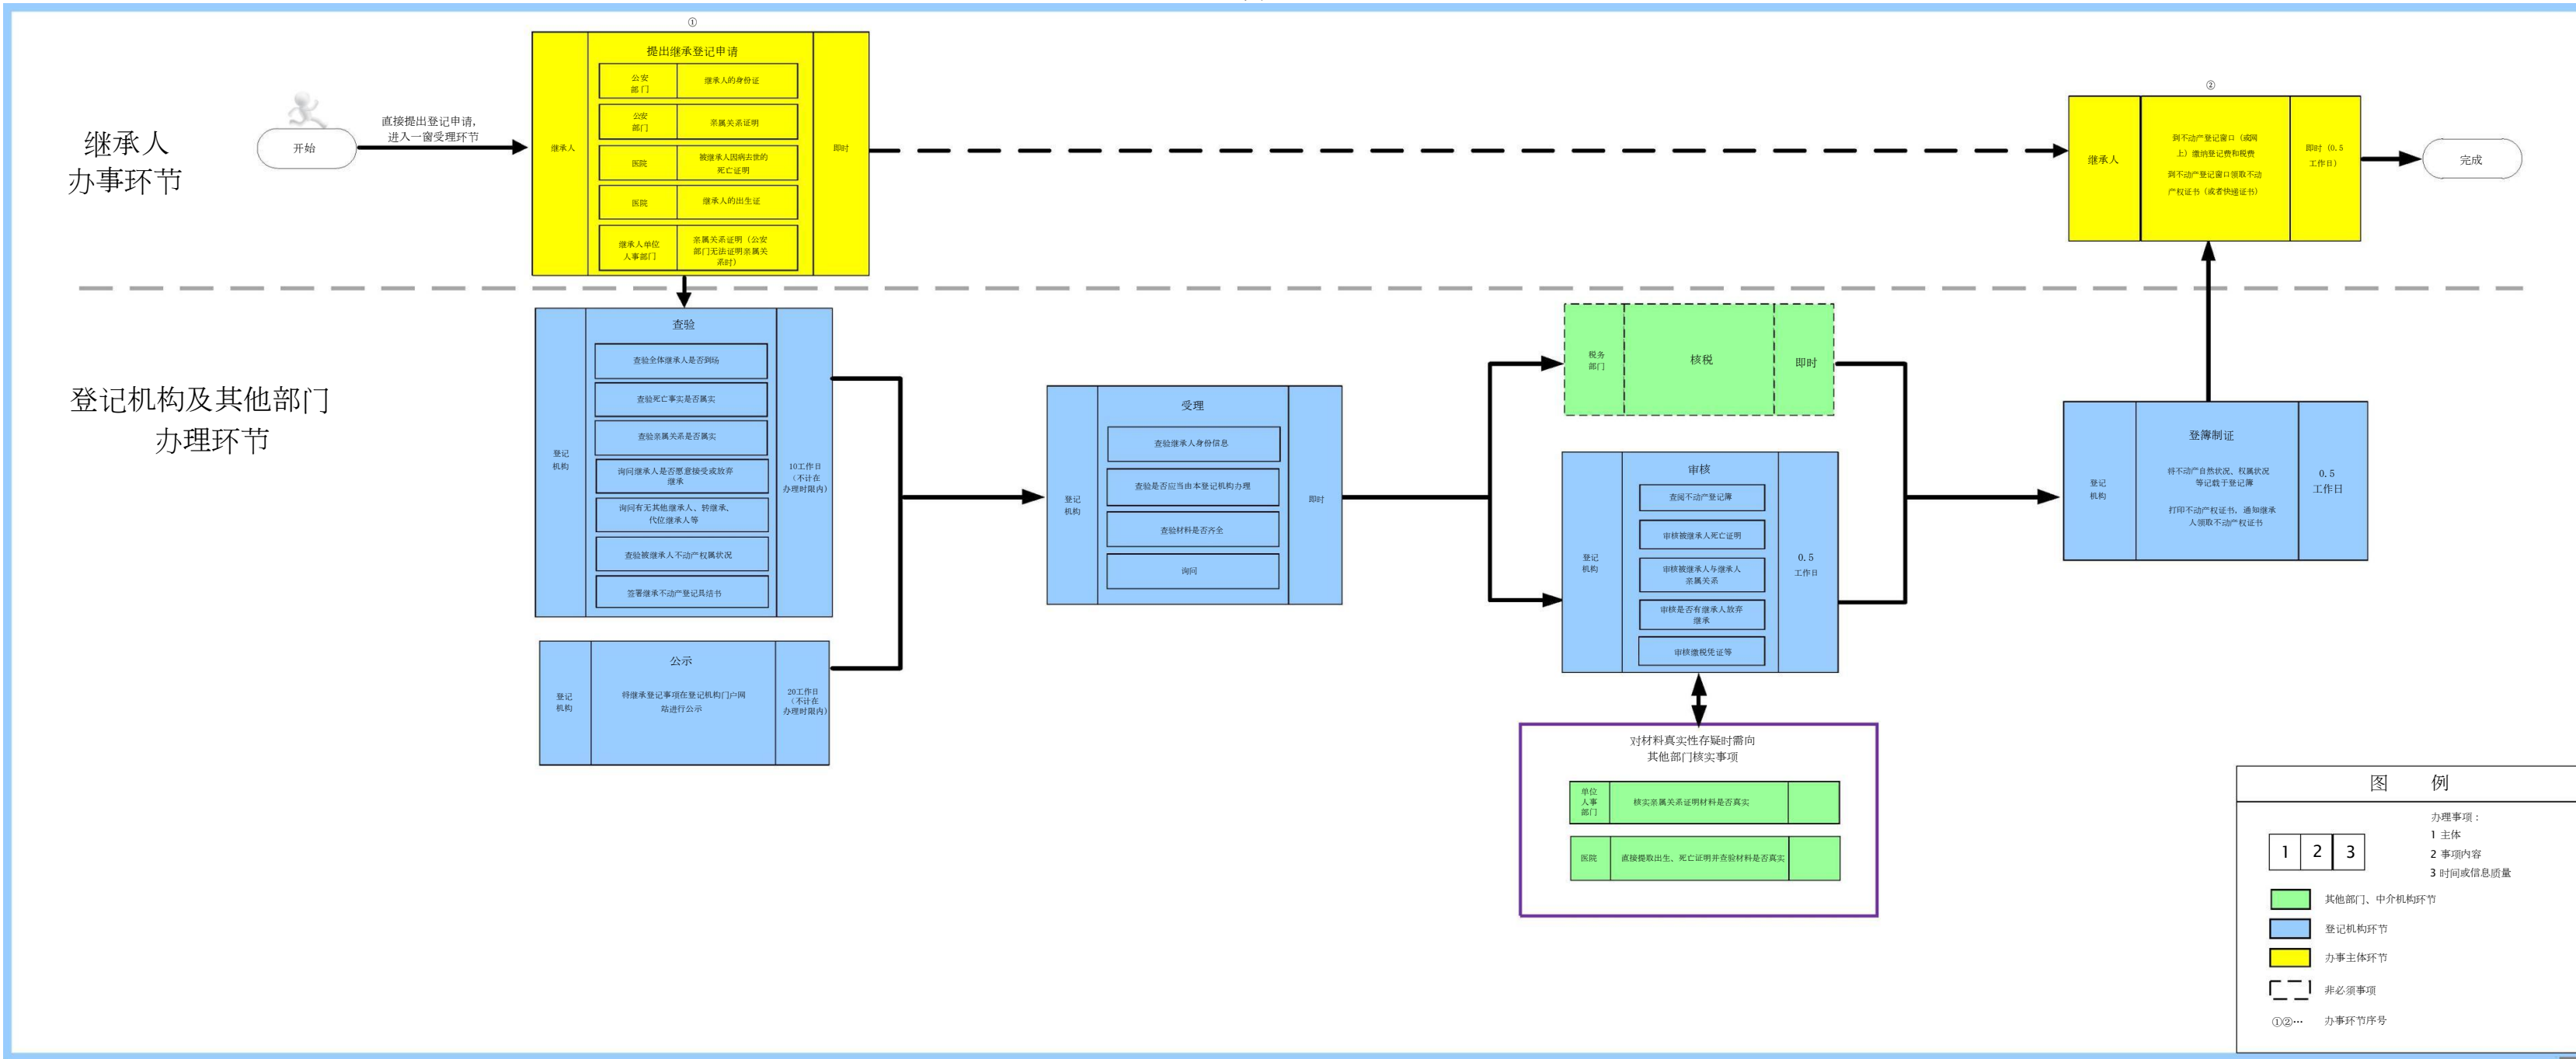 ①
提出继承登记申请
继承人
公安
部门
继承人的身份证
公安
部门
亲属关系证明
医院
被继承人因病去世的
死亡证明
医院
继承人的出生证
继承人单位
人事部门
亲属关系证明（公安
部门无法证明亲属关
系时）
即时
继承人
办事环节
开始
直接提出登记申请，
进入一窗受理环节
②
继承人
到不动产登记窗口（或网
上）缴纳登记费和税费
到不动产登记窗口领取不动
产权证书（或者快递证书）
即时（0.5
工作日）
完成
登记机构及其他部门
办理环节
登记
机构
查验
查验全体继承人是否到场
查验死亡事实是否属实
查验亲属关系是否属实
询问继承人是否愿意接受或放弃
继承
询问有无其他继承人、转继承、
代位继承人等
查验被继承人不动产权属状况
签署继承不动产登记具结书
10工作日
（不计在
办理时限内）
登记
机构
公示
将继承登记事项在登记机构门户网
站进行公示
20工作日
（不计在
办理时限内）
登记
机构
受理
查验继承人身份信息
查验是否应当由本登记机构办理
查验材料是否齐全
询问
即时
税务
部门
核税
即时
登记
机构
审核
查阅不动产登记簿
审核被继承人死亡证明
审核被继承人与继承人
亲属关系
审核是否有继承人放弃
继承
审核缴税凭证等
0.5
工作日
对材料真实性存疑时需向
其他部门核实事项
单位
人事
部门
核实亲属关系证明材料是否真实
医院
直接提取出生、死亡证明并查验材料是否真实
登记
机构
登簿制证
将不动产自然状况、权属状况
等记载于登记簿
打印不动产权证书，通知继承
人领取不动产权证书
0.5
工作日
图 例
1 2 3
办理事项：
1 主体
2 事项内容
3 时间或信息质量
其他部门、中介机构环节
登记机构环节
办事主体环节
非必须事项
①②… 办事环节序号